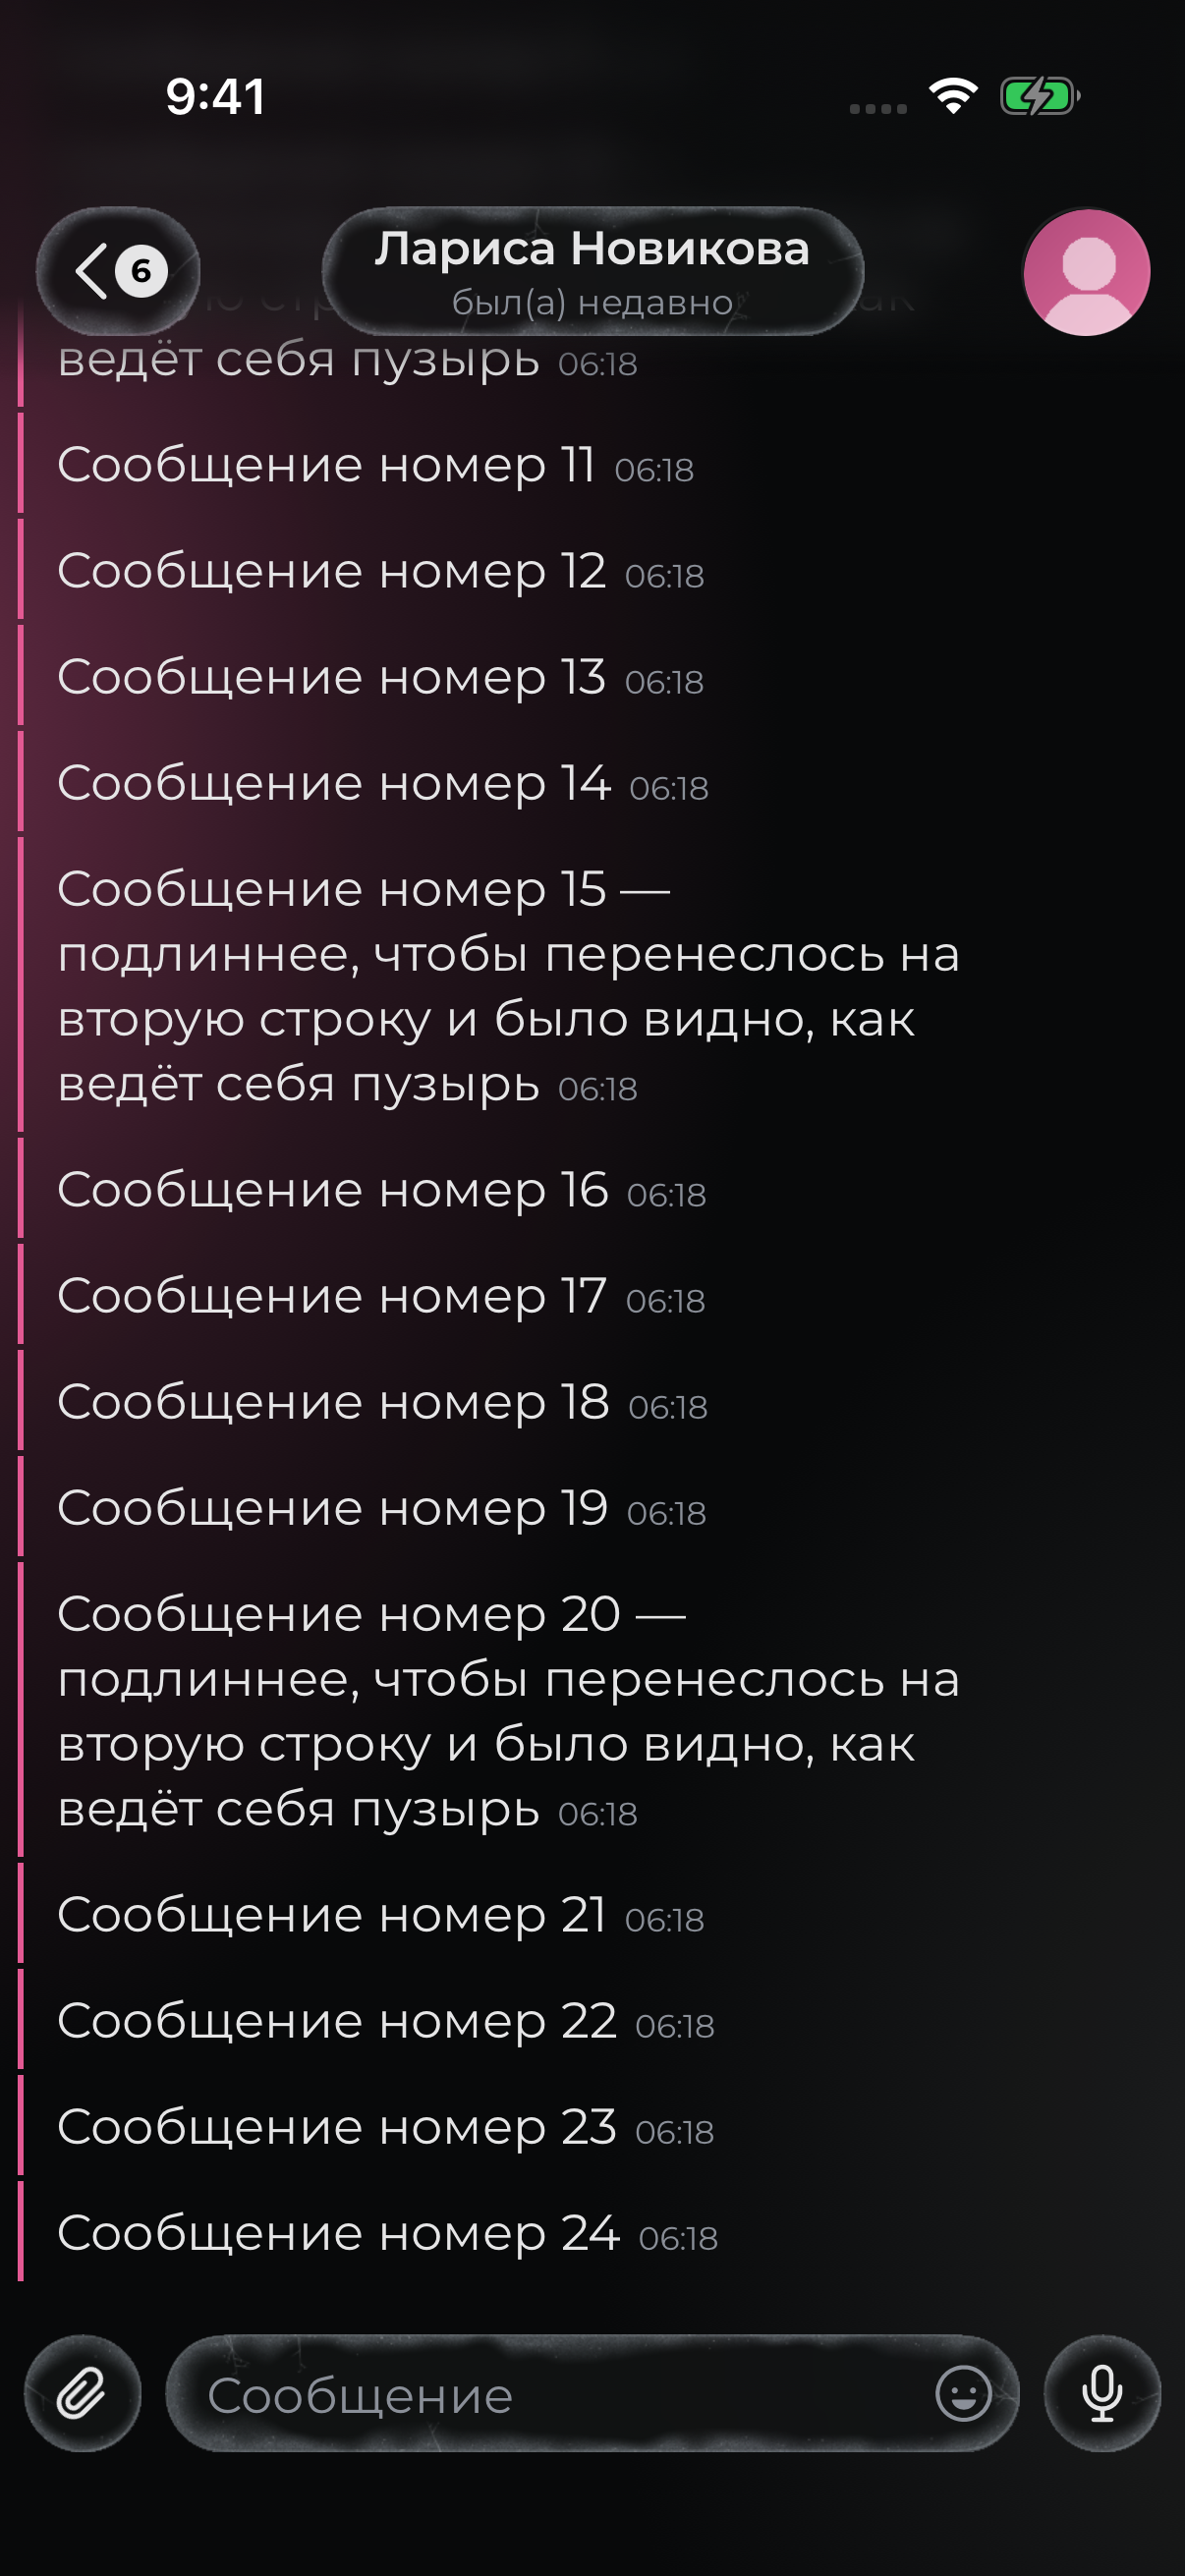 9:41
6
Лариса Новикова
был(а) недавно
ведёт себя пузырь 06:18
Сообщение номер 11 06:18
Сообщение номер 12 06:18
Сообщение номер 13 06:18
Сообщение номер 14 06:18
Сообщение номер 15 —
подлиннее, чтобы перенеслось на
вторую строку и было видно, как
ведёт себя пузырь 06:18
Сообщение номер 16 06:18
Сообщение номер 17 06:18
Сообщение номер 18 06:18
Сообщение номер 19 06:18
Сообщение номер 20 —
подлиннее, чтобы перенеслось на
вторую строку и было видно, как
ведёт себя пузырь 06:18
Сообщение номер 21 06:18
Сообщение номер 22 06:18
Сообщение номер 23 06:18
Сообщение номер 24 06:18
Сообщение